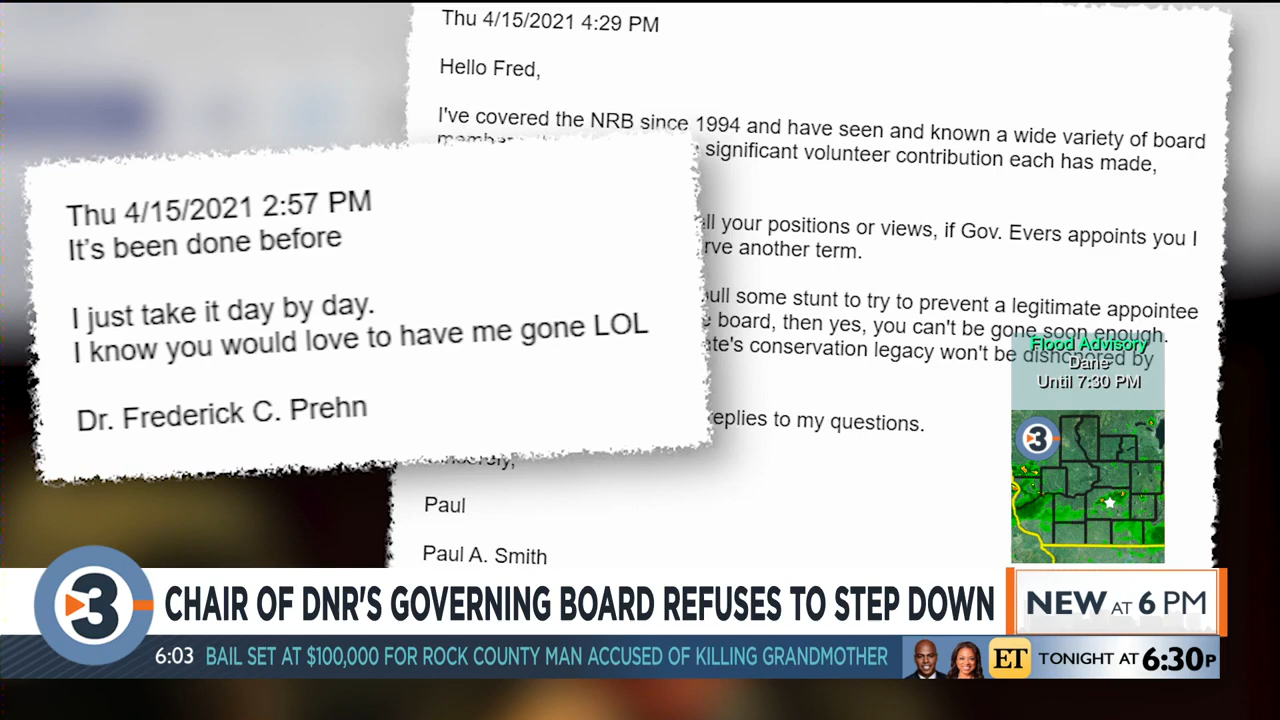 Thu 4/15/2021 4:29 PM
Hello Fred,
I've covered the NRB since 1994 and have seen and known a wide variety of board
significant volunteer contribution each has made,
your positions or views, if Gov. Evers appoints you I
another term.
some stunt to try to prevent a legitimate appointee
board, then yes, you can't be gone soon enough.
conservation legacy won't be dishonored by
to my questions.
Paul
Paul A. Smith
Thu 4/15/2021 2:57 PM
It's been done before
I just take it day by day.
I know you would love to have me gone LOL
Dr. Frederick C. Prehn
Flood Advisory
Dane
Until 7:30 PM
3
3
CHAIR OF DNR'S GOVERNING BOARD REFUSES TO STEP DOWN
NEW AT 6 PM
6:03 BAIL SET AT $100,000 FOR ROCK COUNTY MAN ACCUSED OF KILLING GRANDMOTHER
ET TONIGHT AT 6:30P